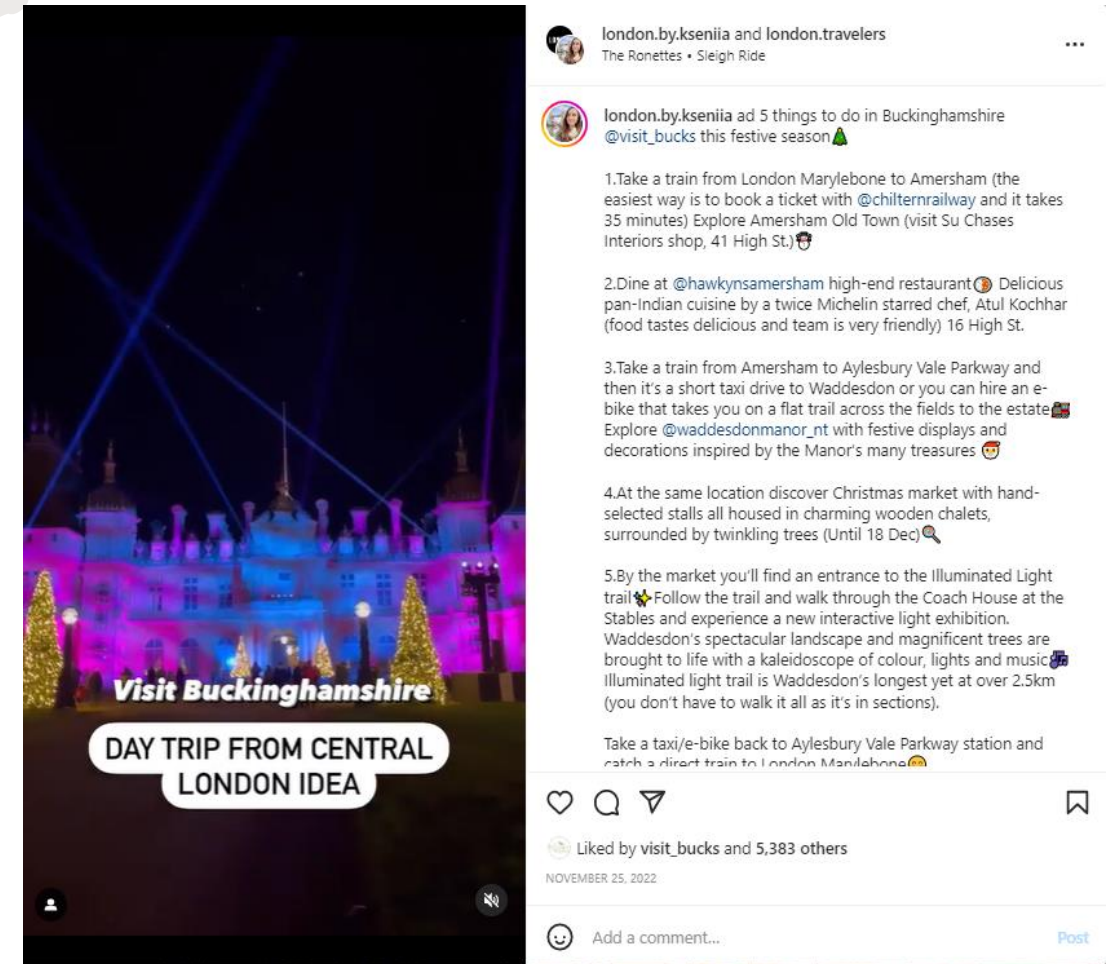 london.by.kseniia and london.travelers
The Ronettes • Sleigh Ride
london.by.kseniia ad 5 things to do in Buckinghamshire
@visit_bucks this festive season🎄
1.Take a train from London Marylebone to Amersham (the
easiest way is to book a ticket with @chilternrailway and it takes
35 minutes) Explore Amersham Old Town (visit Su Chases
Interiors shop, 41 High St.)
2.Dine at @hawkynsamersham high-end restaurant Delicious
pan-Indian cuisine by a twice Michelin starred chef, Atul Kochhar
(food tastes delicious and team is very friendly) 16 High St.
3.Take a train from Amersham to Aylesbury Vale Parkway and
then it's a short taxi drive to Waddesdon or you can hire an e-
bike that takes you on a flat trail across the fields to the estate
Explore @waddesdonmanor_nt with festive displays and
decorations inspired by the Manor's many treasures
4.At the same location discover Christmas market with hand-
selected stalls all housed in charming wooden chalets,
surrounded by twinkling trees (Until 18 Dec)
5.By the market you'll find an entrance to the Illuminated Light
trail Follow the trail and walk through the Coach House at the
Stables and experience a new interactive light exhibition.
Waddesdon's spectacular landscape and magnificent trees are
brought to life with a kaleidoscope of colour, lights and music
Illuminated light trail is Waddesdon's longest yet at over 2.5km
(you don't have to walk it all as it's in sections).
Take a taxi/e-bike back to Aylesbury Vale Parkway station and
catch a direct train to London Marylebone
Visit Buckinghamshire
DAY TRIP FROM CENTRAL
LONDON IDEA
Liked by visit_bucks and 5,383 others
NOVEMBER 25, 2022
Add a comment...
Post